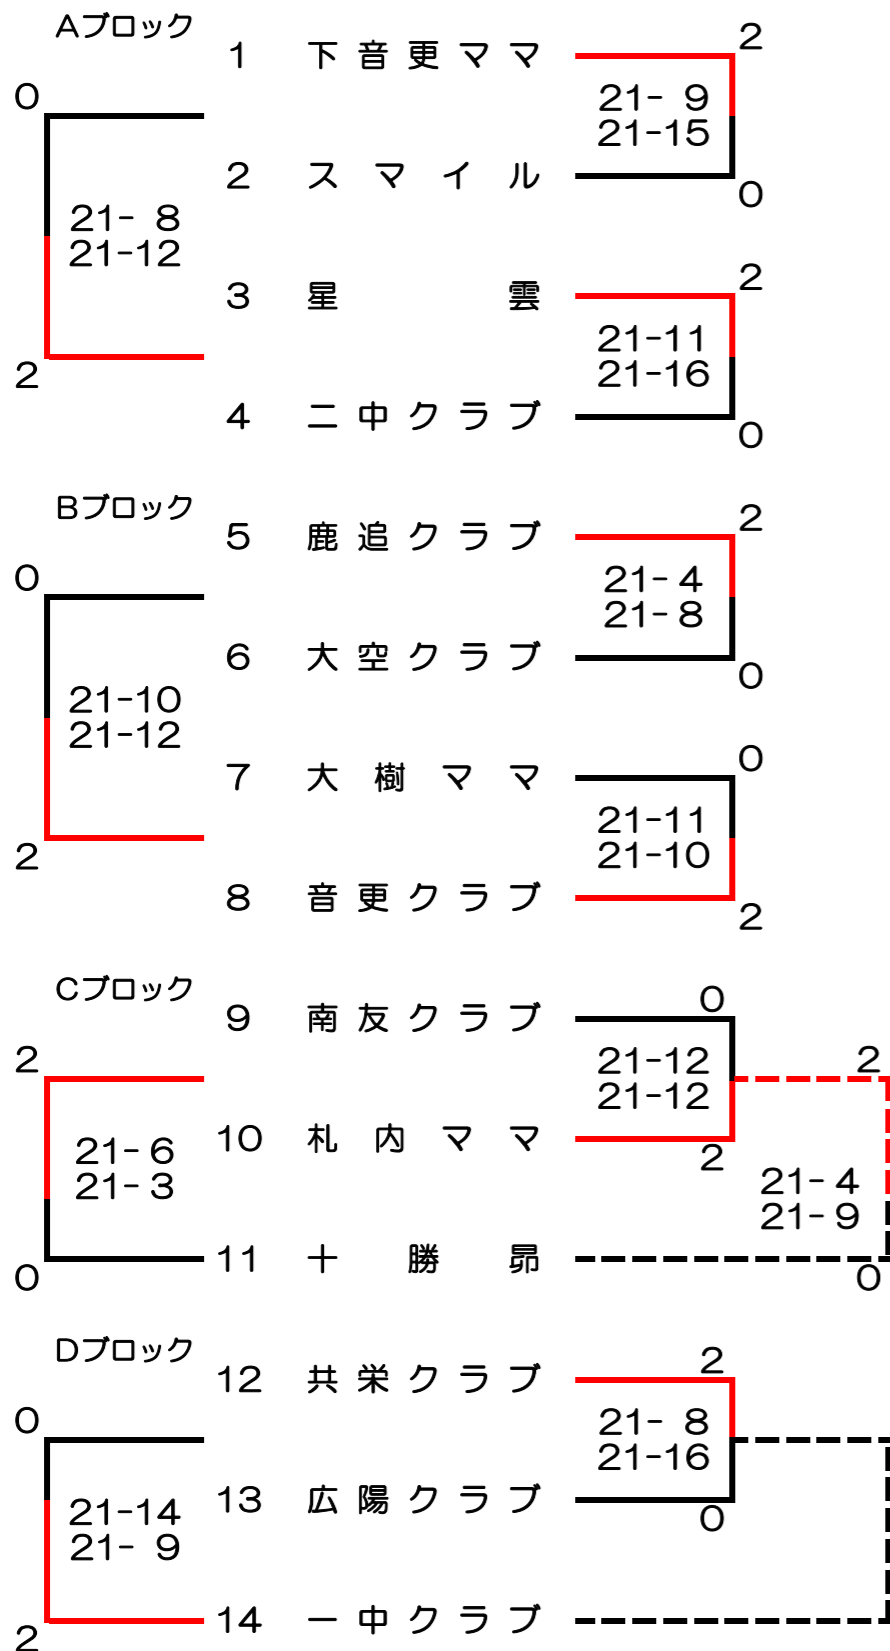 Aブロック
1 下音更ママ
2
0
21- 9
21-15
2 スマイル
0
21- 8
21-12
3 星雲
2
21-11
21-16
2
4 二中クラブ
0
Bブロック
5 鹿追クラブ
2
0
21- 4
21- 8
6 大空クラブ
0
21-10
21-12
7 大樹ママ
0
21-11
21-10
2
8 音更クラブ
2
Cブロック
9 南友クラブ
0
2
21-12
21-12
2
10 札内ママ
2
21- 6
21- 3
21- 4
21- 9
11 十勝昴
0
0
Dブロック
12 共栄クラブ
2
0
21- 8
21-16
13 広陽クラブ
0
21-14
21- 9
14 一中クラブ
2